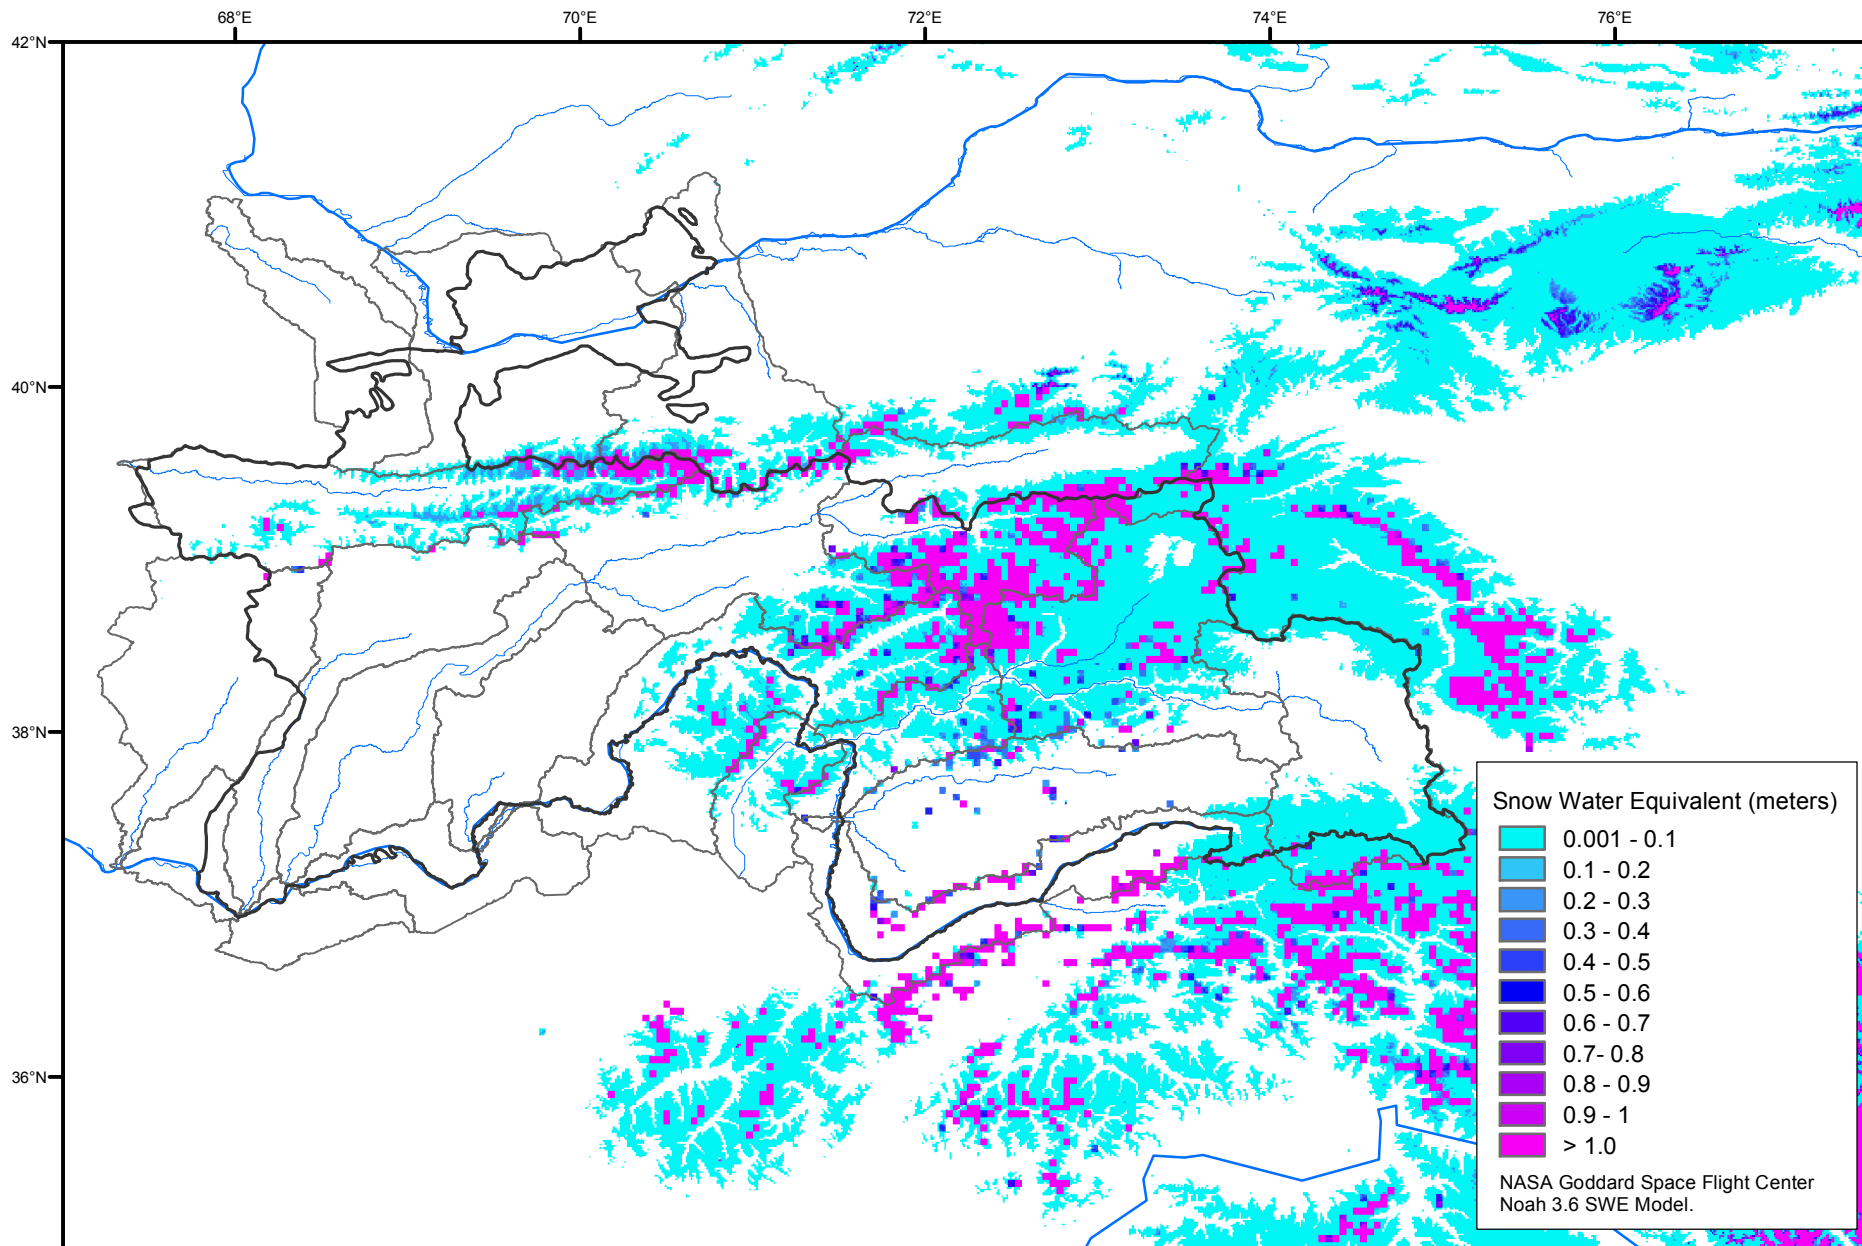 68°E 70°E 72°E 74°E 76°E
42°N
40°N
38°N
36°N
Snow Water Equivalent (meters)
0.001 - 0.1
0.1 - 0.2
0.2 - 0.3
0.3 - 0.4
0.4 - 0.5
0.5 - 0.6
0.6 - 0.7
0.7- 0.8
0.8 - 0.9
0.9 - 1
> 1.0
NASA Goddard Space Flight Center
Noah 3.6 SWE Model.